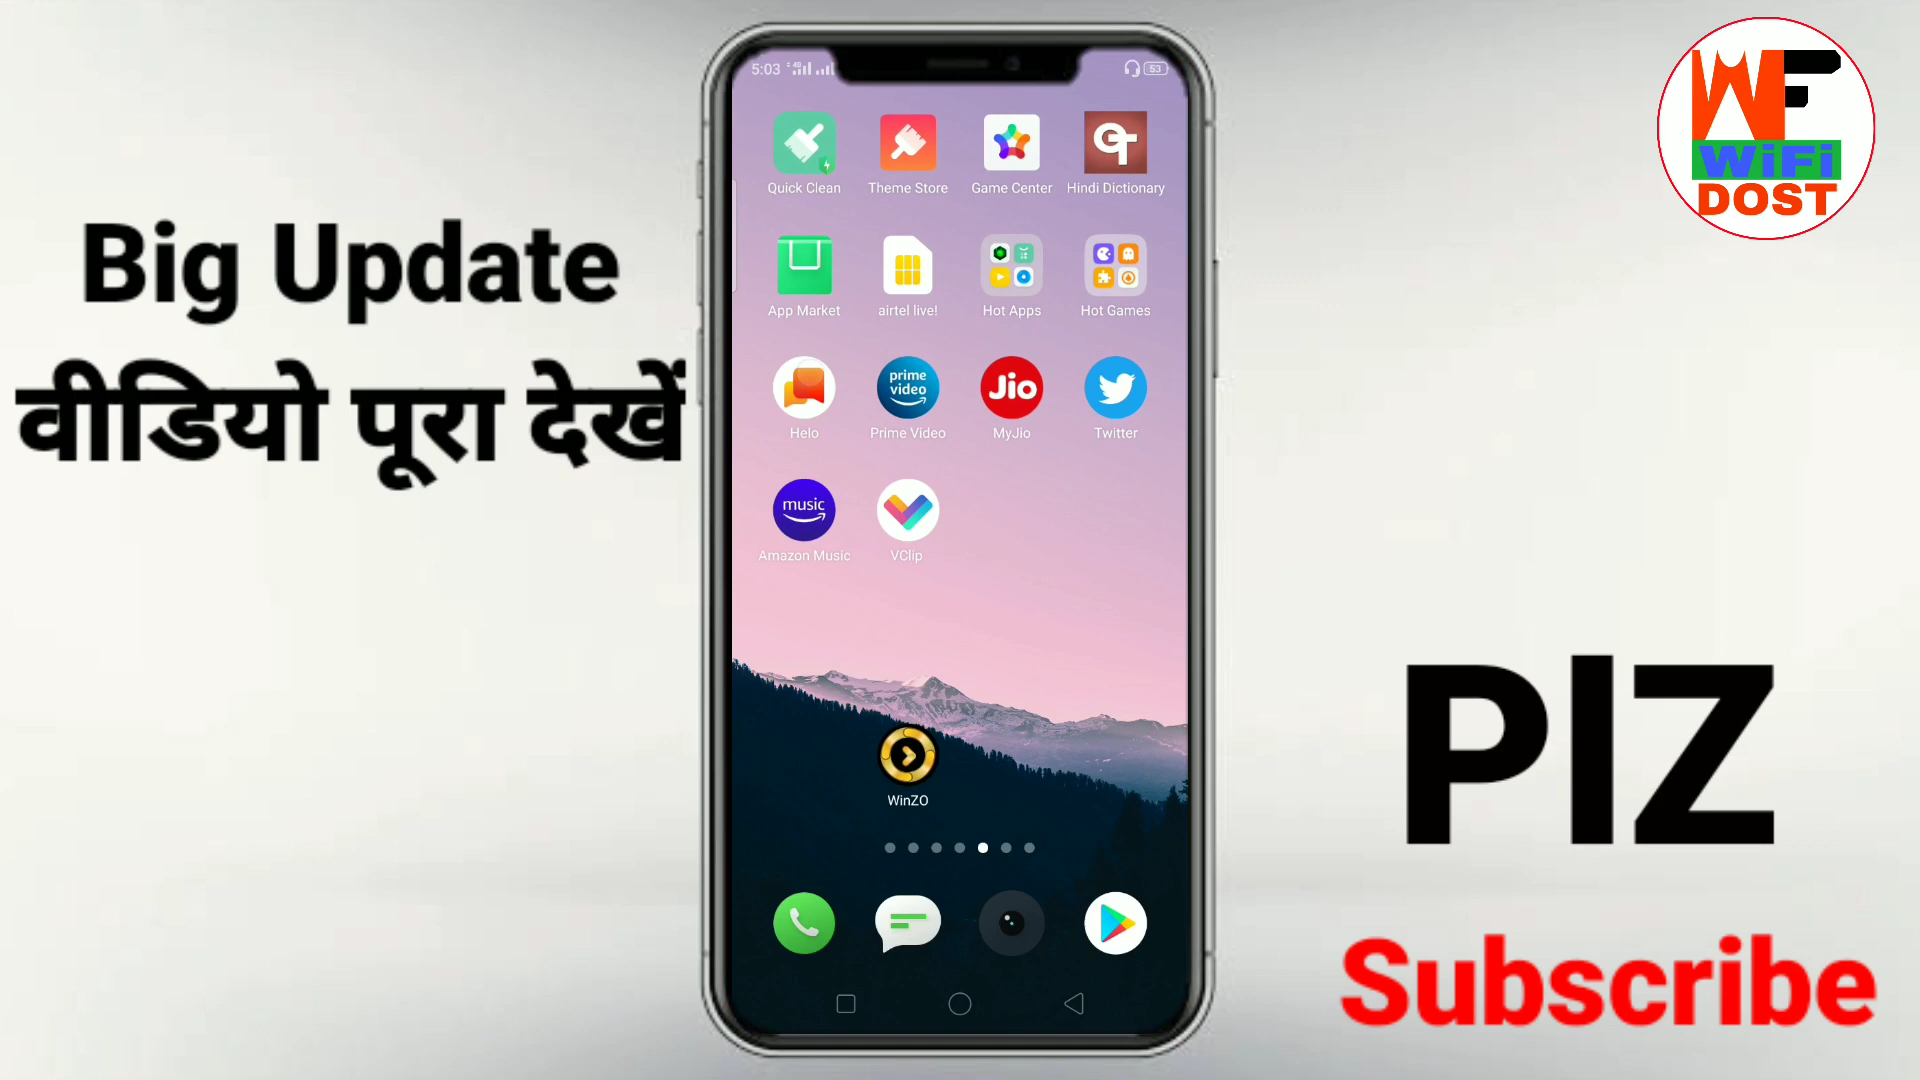 5:03
53
Quick Clean
Theme Store
Game Center
Hindi Dictionary
App Market
airtel live!
Hot Apps
Hot Games
prime
video
Jio
Helo
Prime Video
MyJio
Twitter
music
Amazon Music
VClip
WinZO
Big Update
वीडियो पूरा देखें
WF
WiFi
DOST
PlZ
Subscribe